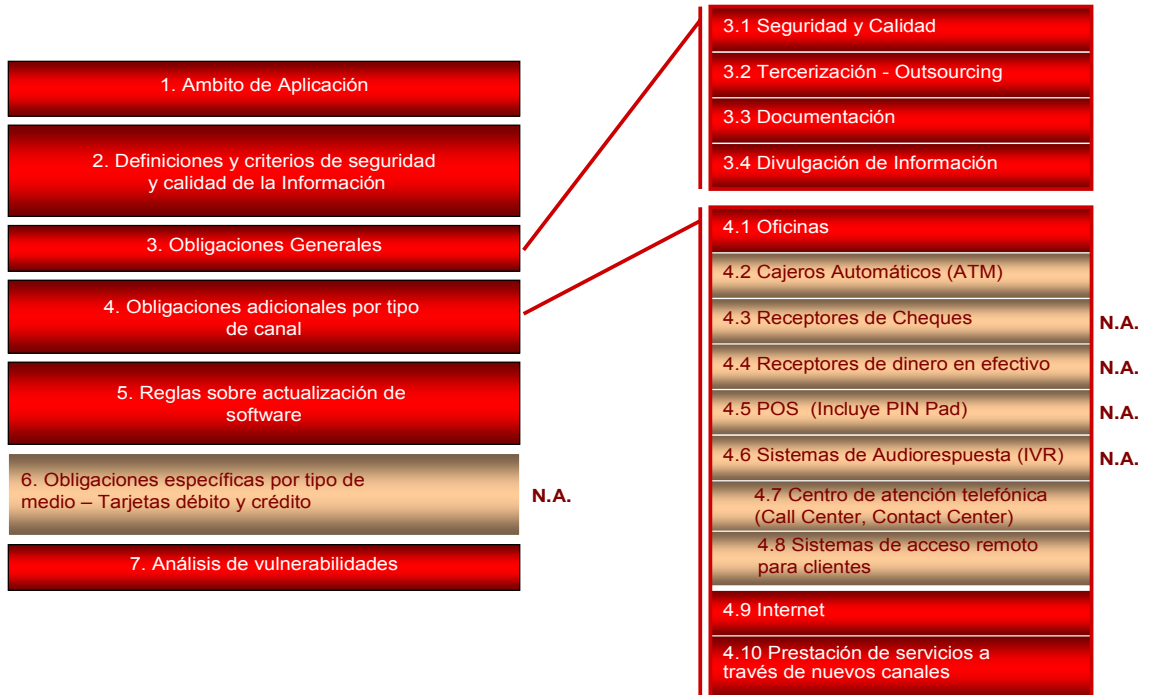 1. Ambito de Aplicación
2. Definiciones y criterios de seguridad
y calidad de la Información
3. Obligaciones Generales
4. Obligaciones adicionales por tipo
de canal
5. Reglas sobre actualización de
software
6. Obligaciones específicas por tipo de
medio – Tarjetas débito y crédito
N.A.
7. Análisis de vulnerabilidades
3.1 Seguridad y Calidad
3.2 Tercerización - Outsourcing
3.3 Documentación
3.4 Divulgación de Información
4.1 Oficinas
4.2 Cajeros Automáticos (ATM)
4.3 Receptores de Cheques
N.A.
4.4 Receptores de dinero en efectivo
N.A.
4.5 POS (Incluye PIN Pad)
N.A.
4.6 Sistemas de Audiorespuesta (IVR)
N.A.
4.7 Centro de atención telefónica
(Call Center, Contact Center)
4.8 Sistemas de acceso remoto
para clientes
4.9 Internet
4.10 Prestación de servicios a
través de nuevos canales